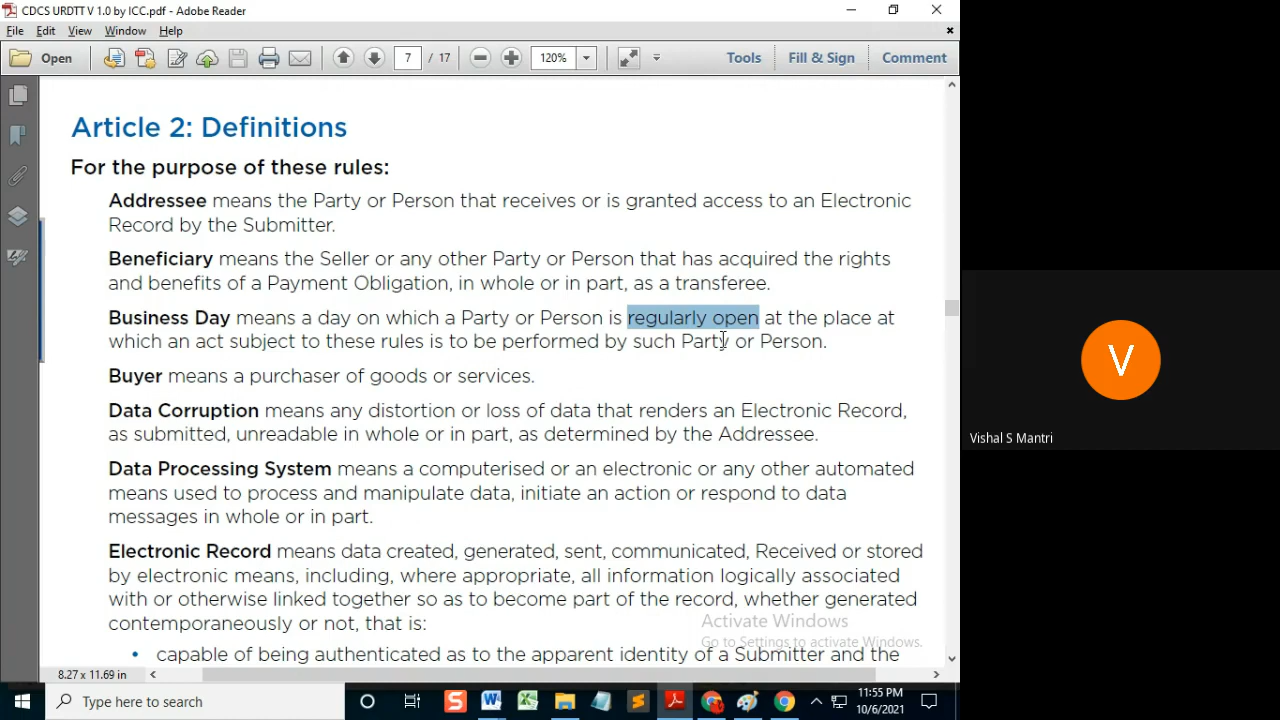 CDCS URDTT V 1.0 by ICC.pdf - Adobe Reader
File Edit View Window Help
Open 7 / 17 120% Tools Fill & Sign Comment
Article 2: Definitions
For the purpose of these rules:
Addressee means the Party or Person that receives or is granted access to an Electronic
Record by the Submitter.
Beneficiary means the Seller or any other Party or Person that has acquired the rights
and benefits of a Payment Obligation, in whole or in part, as a transferee.
Business Day means a day on which a Party or Person is regularly open at the place at
which an act subject to these rules is to be performed by such Party or Person.
Buyer means a purchaser of goods or services.
Data Corruption means any distortion or loss of data that renders an Electronic Record,
as submitted, unreadable in whole or in part, as determined by the Addressee.
Data Processing System means a computerised or an electronic or any other automated
means used to process and manipulate data, initiate an action or respond to data
messages in whole or in part.
Electronic Record means data created, generated, sent, communicated, Received or stored
by electronic means, including, where appropriate, all information logically associated
with or otherwise linked together so as to become part of the record, whether generated
contemporaneously or not, that is:
• capable of being authenticated as to the apparent identity of a Submitter and the
Activate Windows
Go to Settings to activate Windows.
8.27 x 11.69 in
Type here to search
11:55 PM
10/6/2021
V
Vishal S Mantri